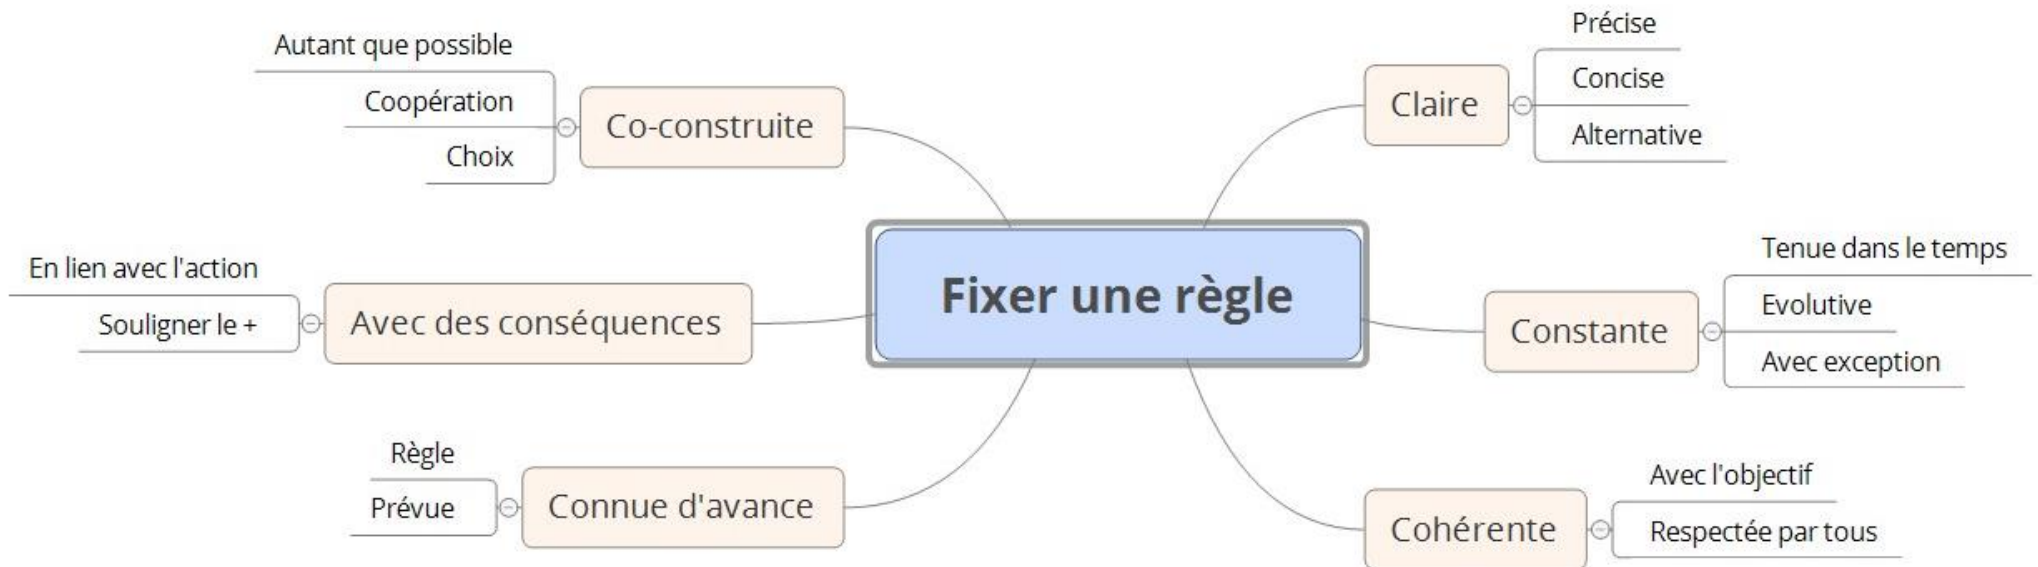 Fixer une règle
Claire
Précise
Concise
Alternative
Constante
Tenue dans le temps
Evolutive
Avec exception
Cohérente
Avec l'objectif
Respectée par tous
Co-construite
Autant que possible
Coopération
Choix
Avec des conséquences
En lien avec l'action
Souligner le +
Connue d'avance
Règle
Prévue